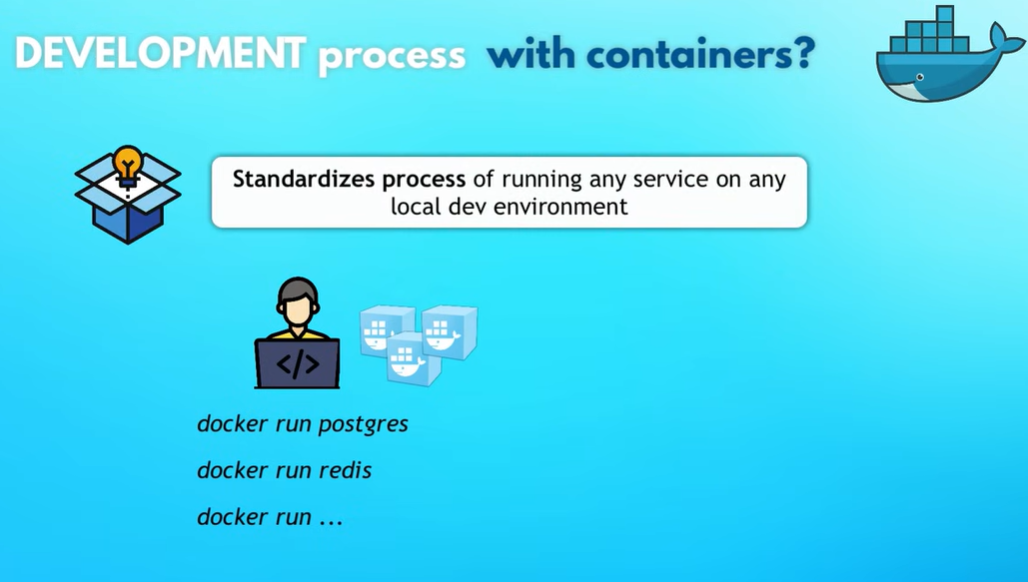 DEVELOPMENT process with containers?
Standardizes process of running any service on any
local dev environment
</>
docker run postgres
docker run redis
docker run ...